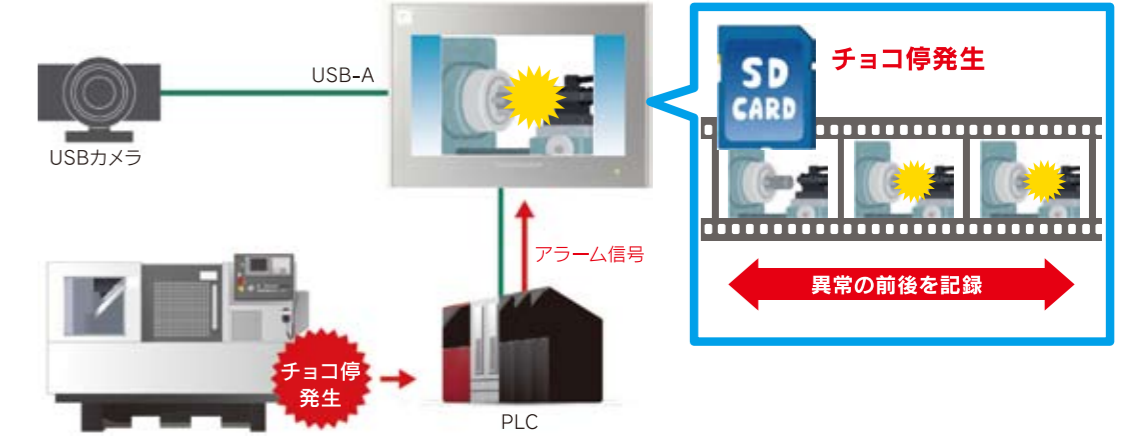 USB-A
USBカメラ
アラーム信号
チョコ停
発生
PLC
SD
CARD
チョコ停発生
異常の前後を記録